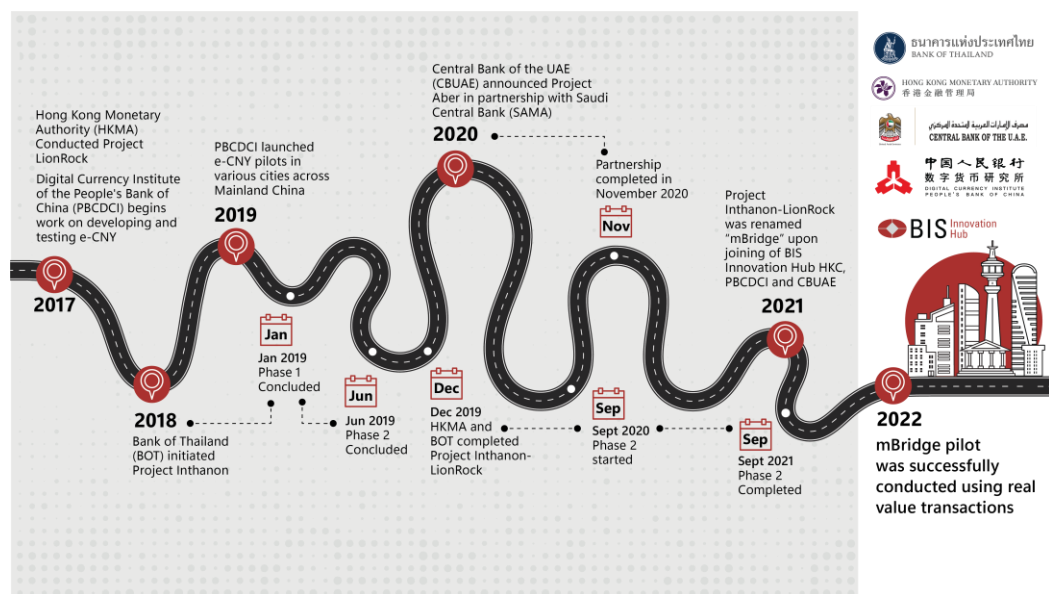 Hong Kong Monetary
Authority (HKMA)
Conducted Project
LionRock
Digital Currency Institute
of the People's Bank of
China (PBCDCI) begins
work on developing and
testing e-CNY
2017
2018
Bank of Thailand
(BOT) initiated
Project Inthanon
PBCDCI launched
e-CNY pilots in
various cities across
Mainland China
2019
Jan
Jan 2019
Phase 1
Concluded
Jun
Jun 2019
Phase 2
Concluded
Dec
Dec 2019
HKMA and
BOT completed
Project Inthanon-
LionRock
Central Bank of the UAE
(CBUAE) announced Project
Aber in partnership with Saudi
Central Bank (SAMA)
2020
Partnership
completed in
November 2020
Nov
Sep
Sept 2020
Phase 2
started
Project
Inthanon-LionRock
was renamed
“mBridge” upon
joining of BIS
Innovation Hub HKC,
PBCDCI and CBUAE
2021
Sep
Sept 2021
Phase 2
Completed
2022
mBridge pilot
was successfully
conducted using real
value transactions
ธนาคารแห่งประเทศไทย
BANK OF THAILAND
HONG KONG MONETARY AUTHORITY
香港金融管理局
مصرف الإمارات العربية المتحدة المركزي
CENTRAL BANK OF THE U.A.E.
中国人民银行
数字货币研究所
DIGITAL CURRENCY INSTITUTE
PEOPLE'S BANK OF CHINA
BIS Innovation
Hub